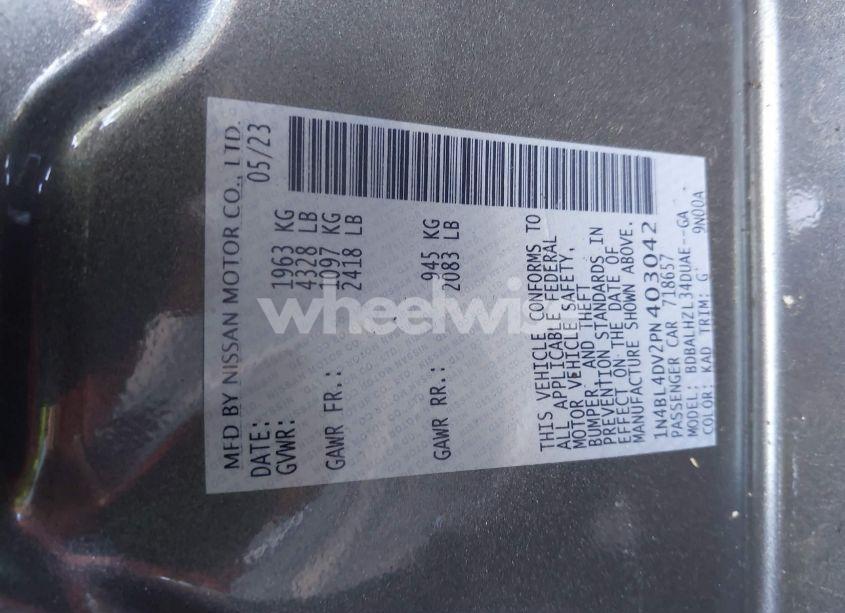 MFD BY NISSAN MOTOR CO., LTD.
DATE: 05/23
GVWR: 1963 KG
4328 LB
GAWR FR.: 1097 KG
2418 LB
GAWR RR.: 945 KG
2083 LB
THIS VEHICLE CONFORMS TO
ALL APPLICABLE FEDERAL
MOTOR VEHICLE SAFETY,
BUMPER, AND THEFT
PREVENTION STANDARDS IN
EFFECT ON THE DATE OF
MANUFACTURE SHOWN ABOVE.
1N4BL4DV2PN403042
PASSENGER CAR 718657
MODEL: BDBALHZL34DUAE--GA
COLOR: KAD TRIM: G 9N00A
wheelwis